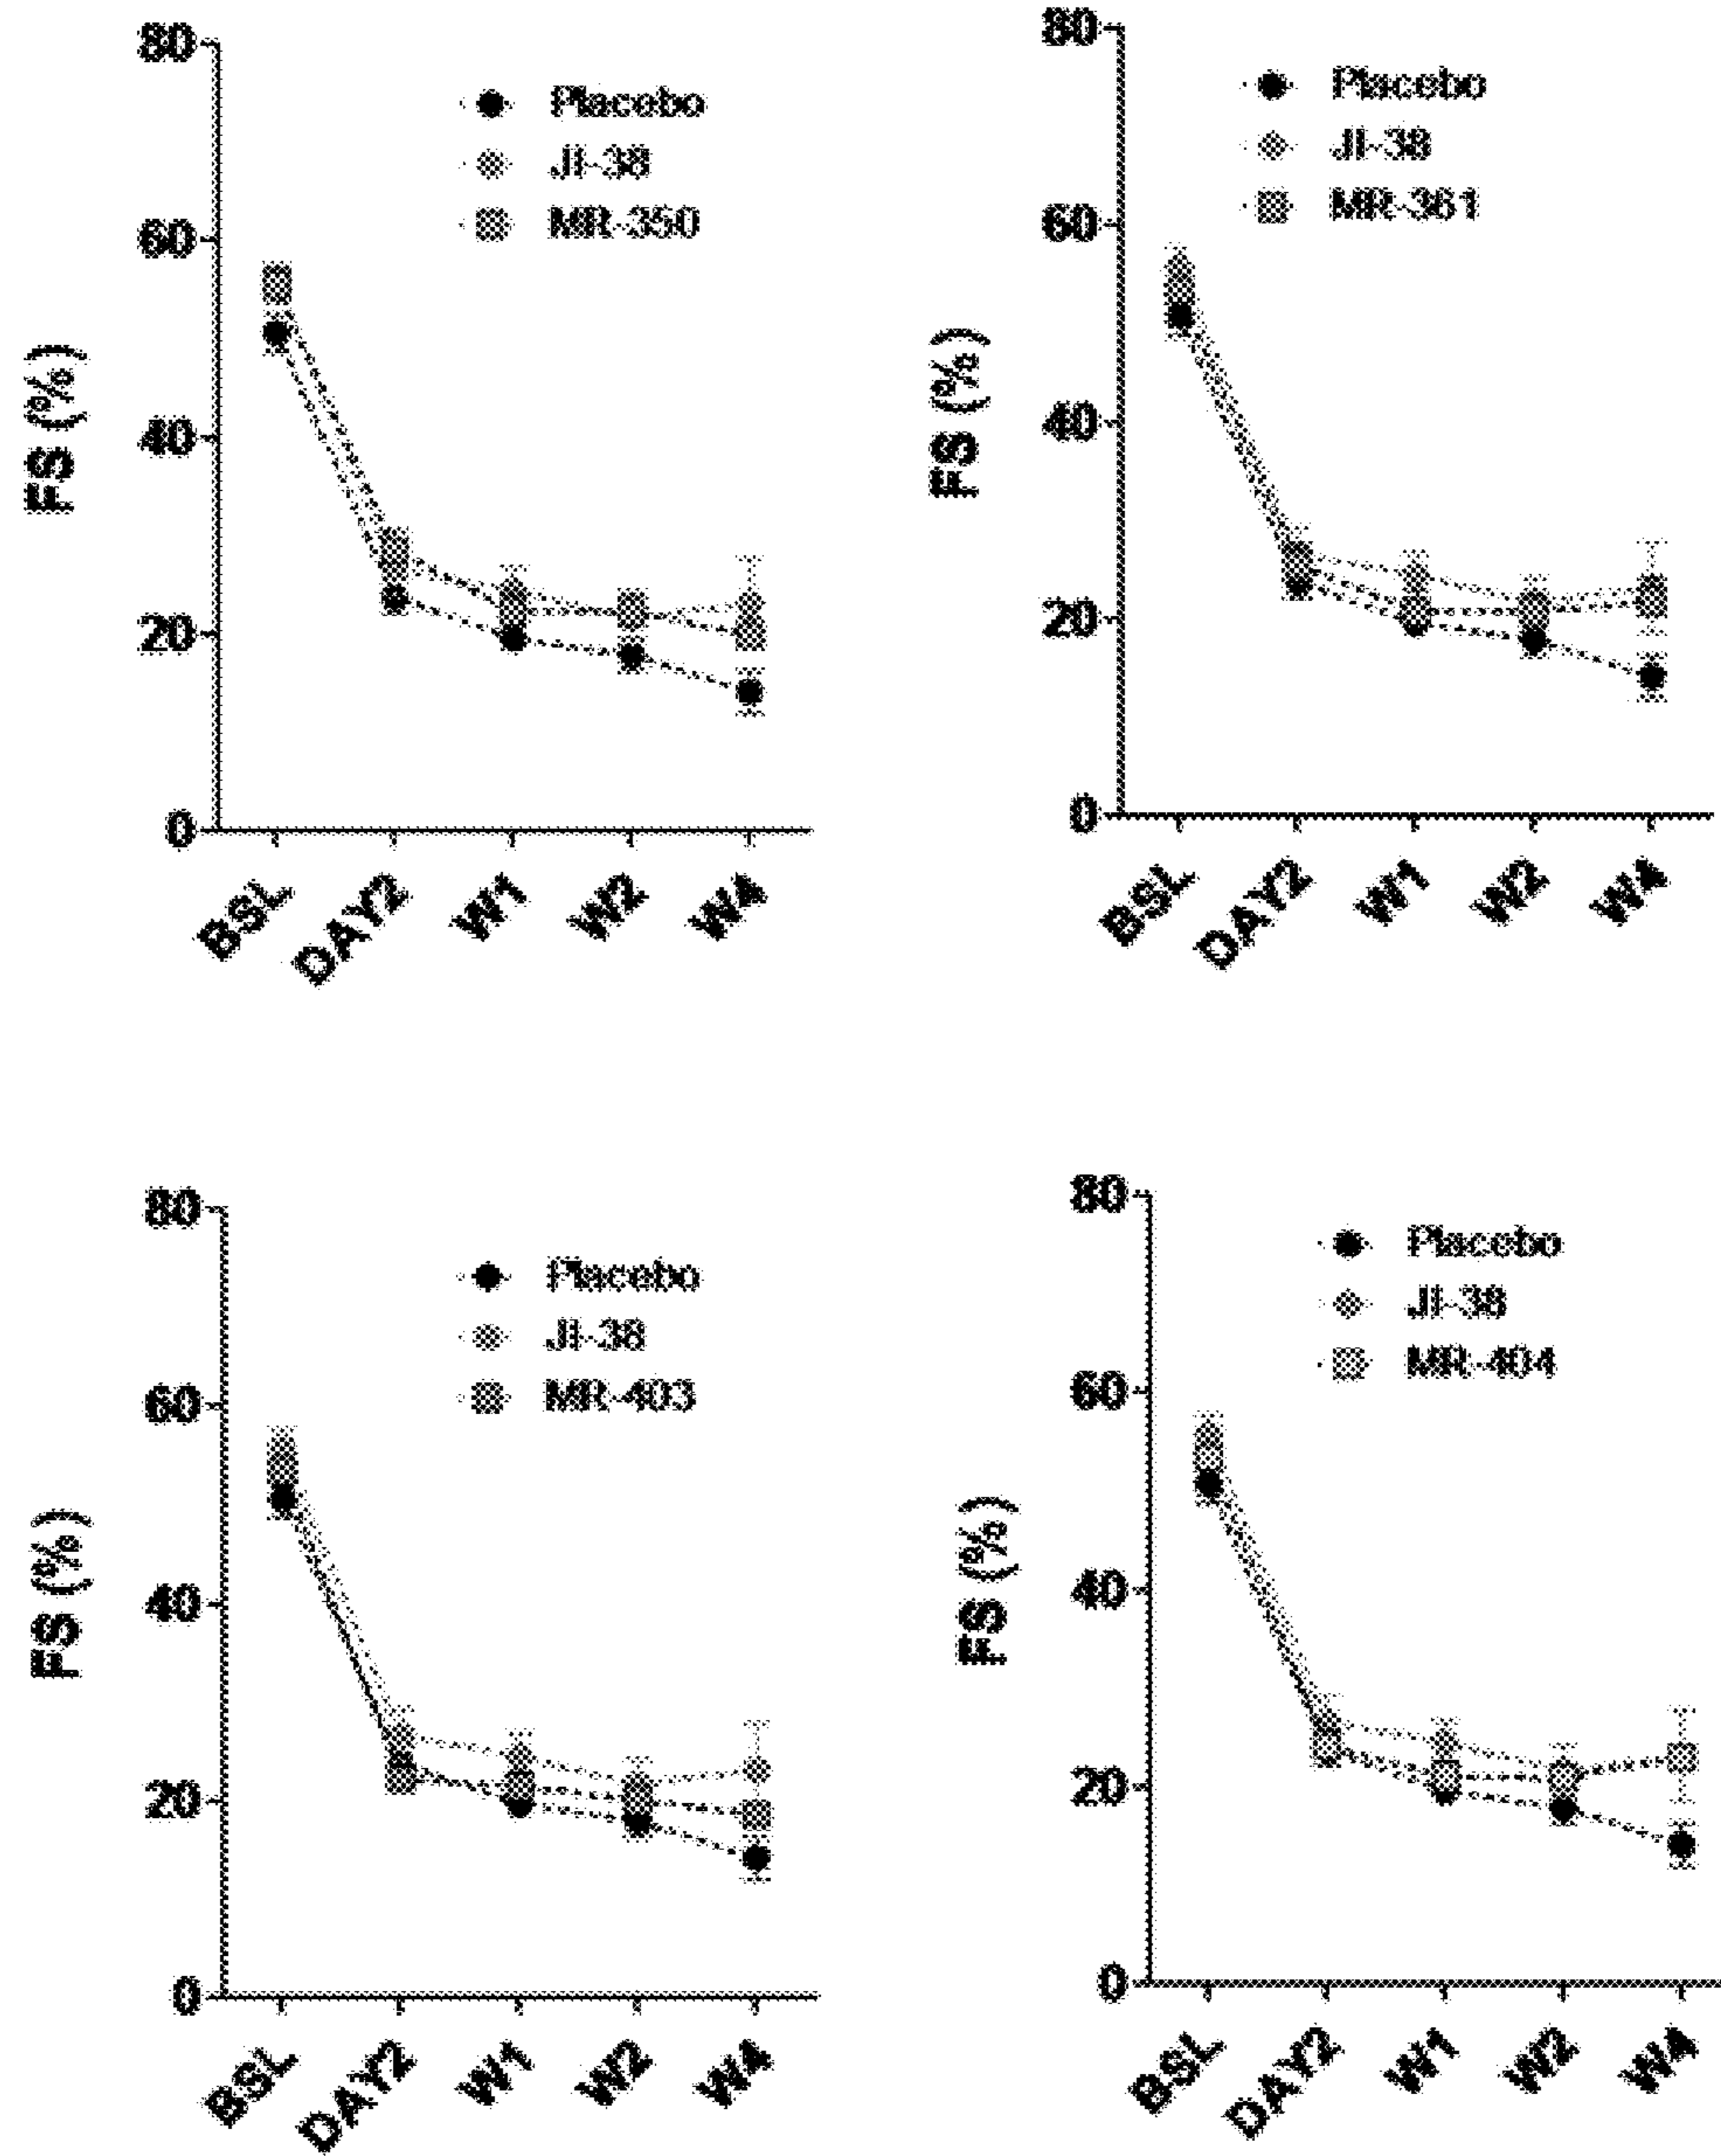 80
60
40
20
0
FS (%)
Placebo
JI-38
MR-350
BSL
DAY2
W1
W2
W4
80
60
40
20
0
FS (%)
Placebo
JI-38
MR-361
BSL
DAY2
W1
W2
W4
80
60
40
20
0
FS (%)
Placebo
JI-38
MR-403
BSL
DAY2
W1
W2
W4
80
60
40
20
0
FS (%)
Placebo
JI-38
MR-404
BSL
DAY2
W1
W2
W4